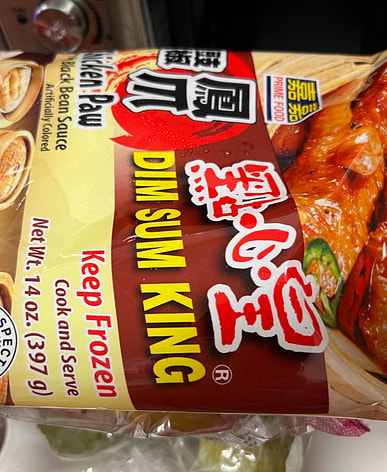 嘉嘉
PRIME FOOD
點·心·皇
DIM SUM KING®
豉椒
鳳爪
Chicken Paw
Black Bean Sauce
Artificially Colored
Keep Frozen
Cook and Serve
Net Wt. 14 oz. (397 g)
SPECT